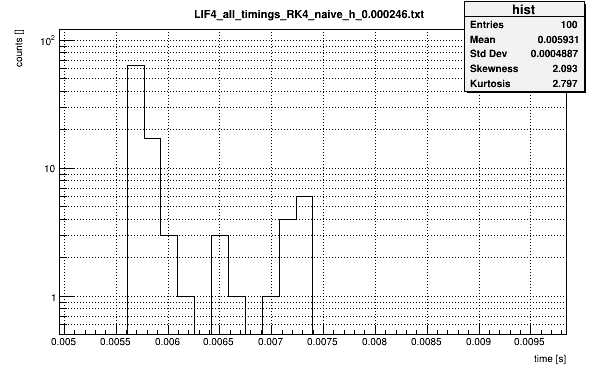 LIF4_all_timings_RK4_naive_h_0.000246.txt
hist
Entries 100
Mean 0.005931
Std Dev 0.0004887
Skewness 2.093
Kurtosis 2.797
counts []
10²
10
1
0.005 0.0055 0.006 0.0065 0.007 0.0075 0.008 0.0085 0.009 0.0095
time [s]